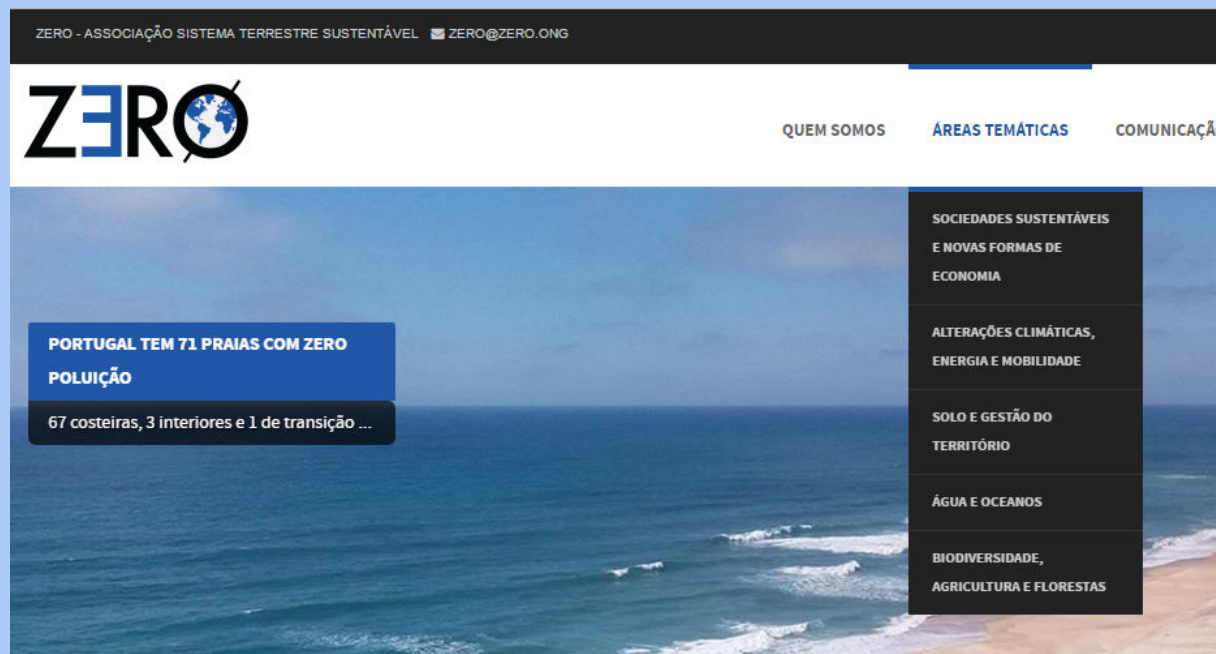 ZERO - ASSOCIAÇÃO SISTEMA TERRESTRE SUSTENTÁVEL ZERO@ZERO.ONG
ZERO
QUEM SOMOS ÁREAS TEMÁTICAS COMUNICAÇÃ
SOCIEDADES SUSTENTÁVEIS
E NOVAS FORMAS DE
ECONOMIA
ALTERAÇÕES CLIMÁTICAS,
ENERGIA E MOBILIDADE
SOLO E GESTÃO DO
TERRITÓRIO
ÁGUA E OCEANOS
BIODIVERSIDADE,
AGRICULTURA E FLORESTAS
PORTUGAL TEM 71 PRAIAS COM ZERO
POLUIÇÃO
67 costeiras, 3 interiores e 1 de transição ...